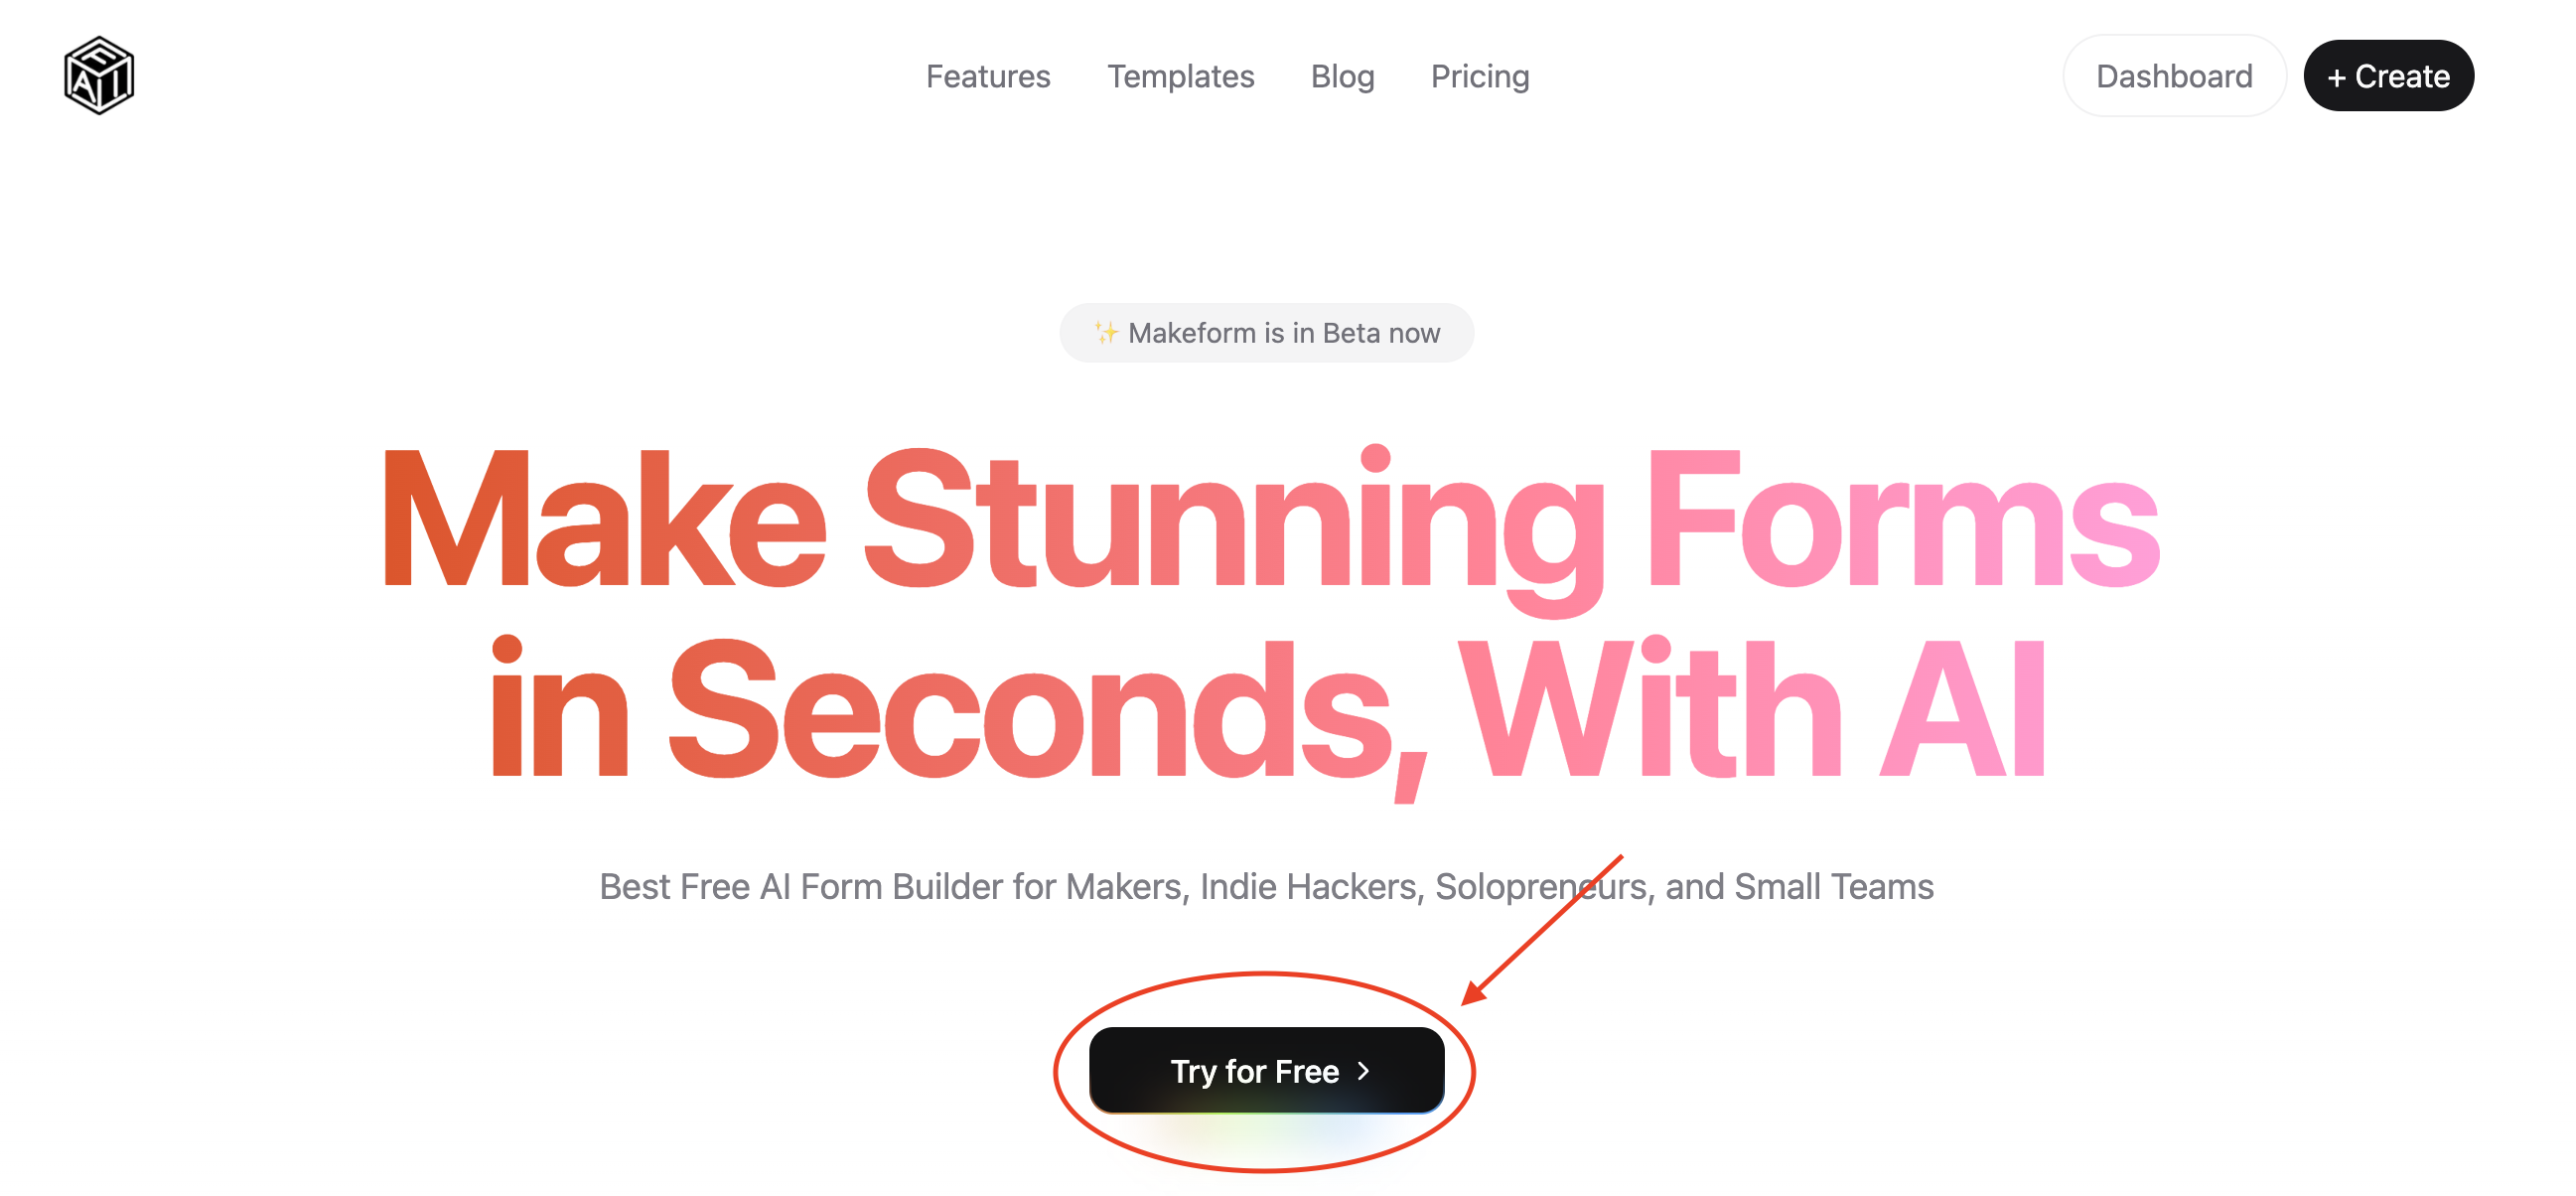 Features Templates Blog Pricing Dashboard + Create
✨ Makeform is in Beta now
Make Stunning Forms
in Seconds, With AI
Best Free AI Form Builder for Makers, Indie Hackers, Solopreneurs, and Small Teams
Try for Free >